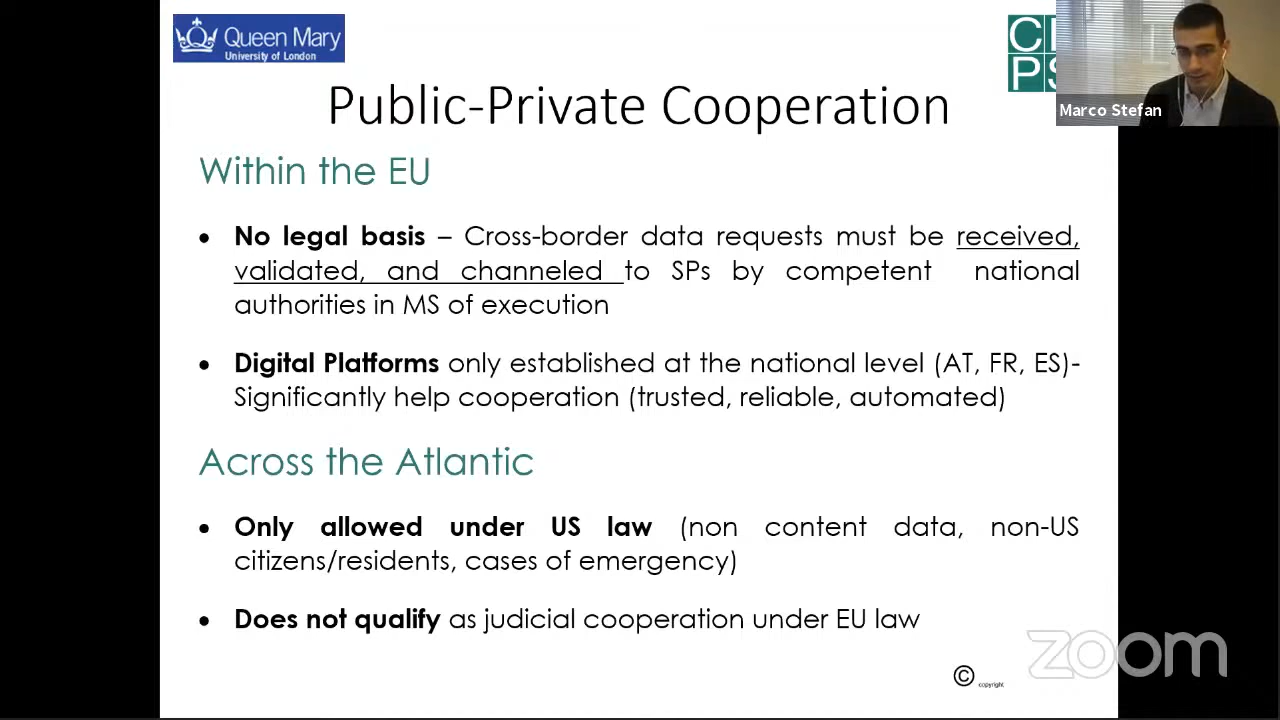 Queen Mary
University of London
C
PS
Marco Stefan
Public-Private Cooperation
Within the EU
• No legal basis – Cross-border data requests must be received,
validated, and channeled to SPs by competent national
authorities in MS of execution
• Digital Platforms only established at the national level (AT, FR, ES)-
Significantly help cooperation (trusted, reliable, automated)
Across the Atlantic
• Only allowed under US law (non content data, non-US
citizens/residents, cases of emergency)
• Does not qualify as judicial cooperation under EU law
zoom
© copyright